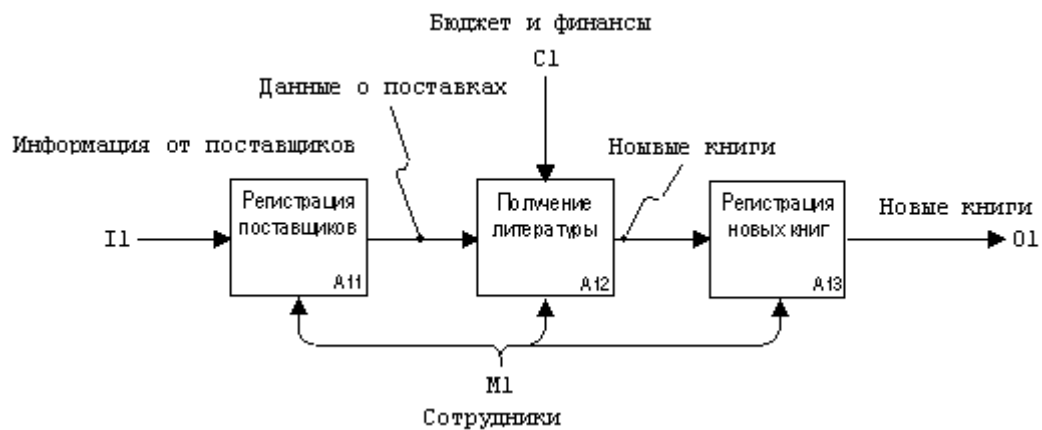 Бюджет и финансы
C1
Данные о поставках
Информация от поставщиков
Ноывые книги
Регистрация
поставщиков
A11
Получение
литературы
A12
Регистрация
новых книг
A13
Новые книги
I1
O1
M1
Сотрудники